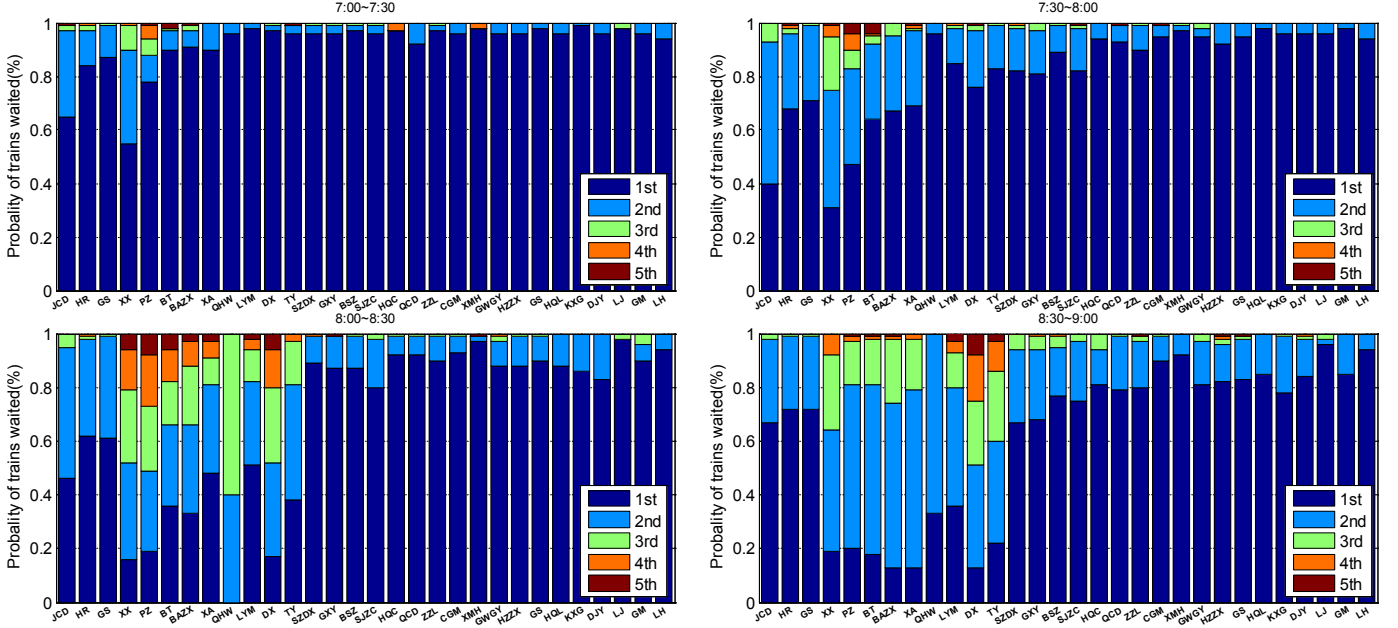 7:00~7:30
Probality of trains waited(%)
1
0.8
0.6
0.4
0.2
0
1st
2nd
3rd
4th
5th
JCD HR GS XX PZ BT BAZX XA QHW LYM DX TY SZDX GXY BSZ SJZC HQC QCD ZZL CGM XMH GWGY HZZX GS HQL KXG DJY LJ GM LH
7:30~8:00
Probality of trains waited(%)
1
0.8
0.6
0.4
0.2
0
1st
2nd
3rd
4th
5th
JCD HR GS XX PZ BT BAZX XA QHW LYM DX TY SZDX GXY BSZ SJZC HQC QCD ZZL CGM XMH GWGY HZZX GS HQL KXG DJY LJ GM LH
8:00~8:30
Probality of trains waited(%)
1
0.8
0.6
0.4
0.2
0
1st
2nd
3rd
4th
5th
JCD HR GS XX PZ BT BAZX XA QHW LYM DX TY SZDX GXY BSZ SJZC HQC QCD ZZL CGM XMH GWGY HZZX GS HQL KXG DJY LJ GM LH
8:30~9:00
Probality of trains waited(%)
1
0.8
0.6
0.4
0.2
0
1st
2nd
3rd
4th
5th
JCD HR GS XX PZ BT BAZX XA QHW LYM DX TY SZDX GXY BSZ SJZC HQC QCD ZZL CGM XMH GWGY HZZX GS HQL KXG DJY LJ GM LH